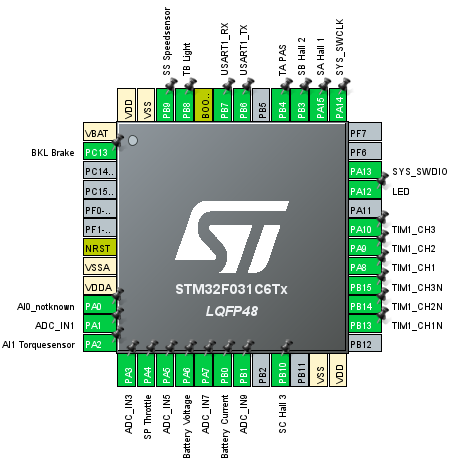 SS Speedsensor
TB Light
USART1_RX
USART1_TX
TA PAS
SB Hall 2
SA Hall 1
SYS_SWCLK
VDD
VSS
PB9
PB8
BOO..
PB7
PB6
PB5
PB4
PB3
PA15
PA14
VBAT
BKL Brake
PC13
PC14..
PC15..
PF0-..
PF1-..
NRST
VSSA
VDDA
AI0_notknown
PA0
ADC_IN1
PA1
AI1 Torquesensor
PA2
ST
STM32F031C6Tx
LQFP48
PF7
PF6
PA13
SYS_SWDIO
PA12
LED
PA11
PA10
TIM1_CH3
PA9
TIM1_CH2
PA8
TIM1_CH1
PB15
TIM1_CH3N
PB14
TIM1_CH2N
PB13
TIM1_CH1N
PB12
PA3
PA4
PA5
PA6
PA7
PB0
PB1
PB2
PB10
PB11
VSS
VDD
ADC_IN3
SP Throttle
ADC_IN5
Battery Voltage
ADC_IN7
Battery Current
ADC_IN9
SC Hall 3